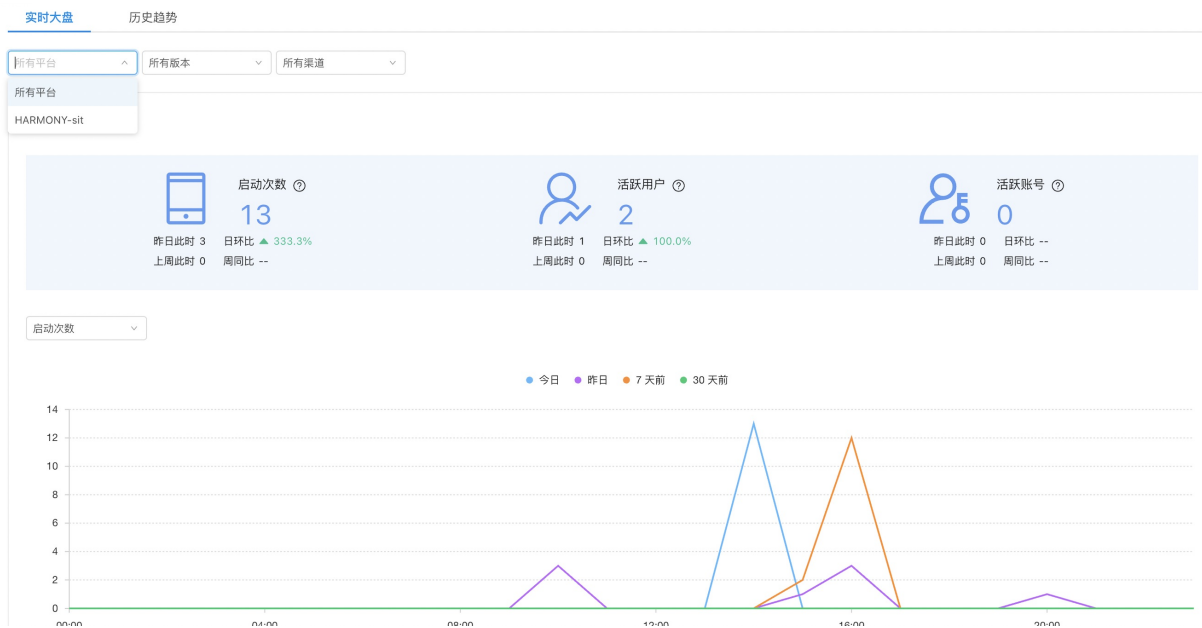 实时大盘 历史趋势
所有平台 所有版本 所有渠道
所有平台
HARMONY-sit
启动次数 活跃用户 活跃账号
13 2 0
昨日此时 3 日环比 ▲ 333.3% 昨日此时 1 日环比 ▲ 100.0% 昨日此时 0 日环比 --
上周此时 0 周同比 -- 上周此时 0 周同比 -- 上周此时 0 周同比 --
启动次数
今日 昨日 7 天前 30 天前
14
12
10
8
6
4
2
0
00:00 04:00 08:00 12:00 16:00 20:00